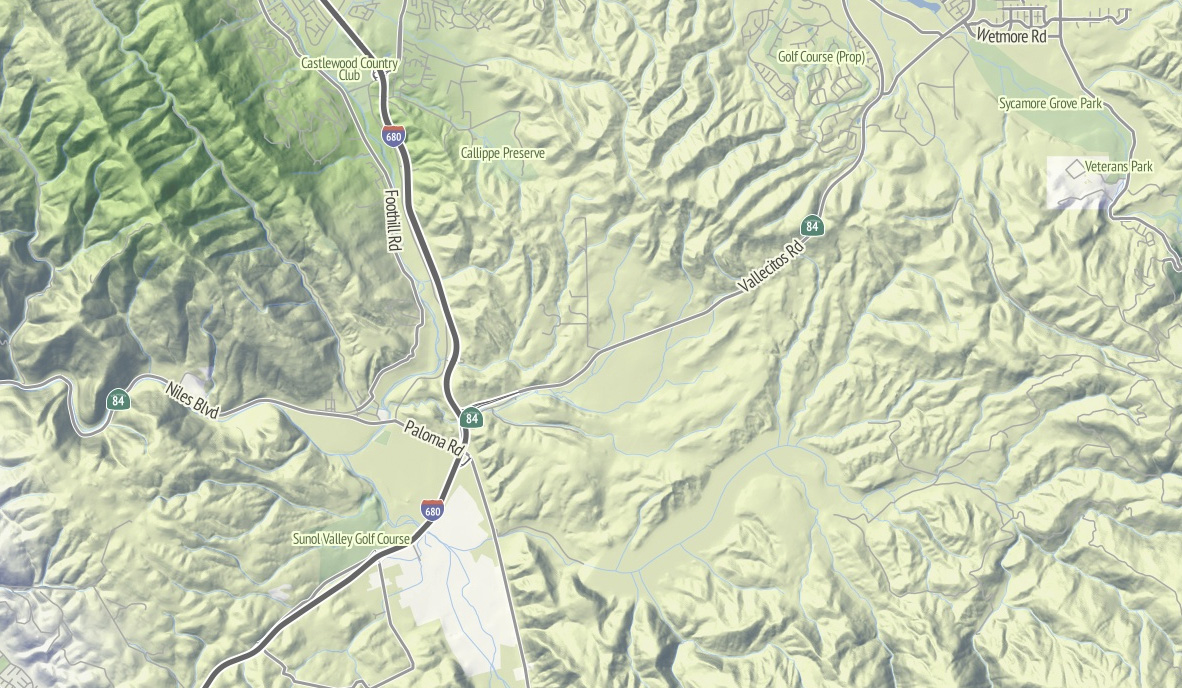 Wetmore Rd
Castlewood Country
Club
Golf Course (Prop)
Sycamore Grove Park
680
Callippe Preserve
Veterans Park
Foothill Rd
84
Vallecitos Rd
84
Niles Blvd
84
Paloma Rd
680
Sunol Valley Golf Course